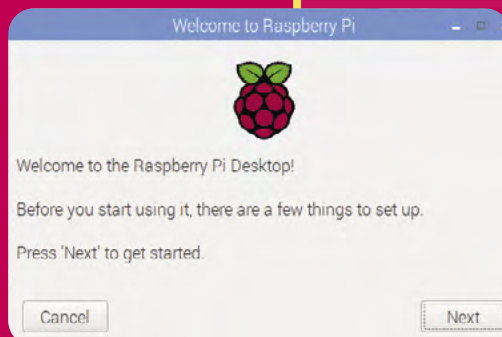 Welcome to Raspberry Pi
Welcome to the Raspberry Pi Desktop!
Before you start using it, there are a few things to set up.
Press 'Next' to get started.
Cancel
Next